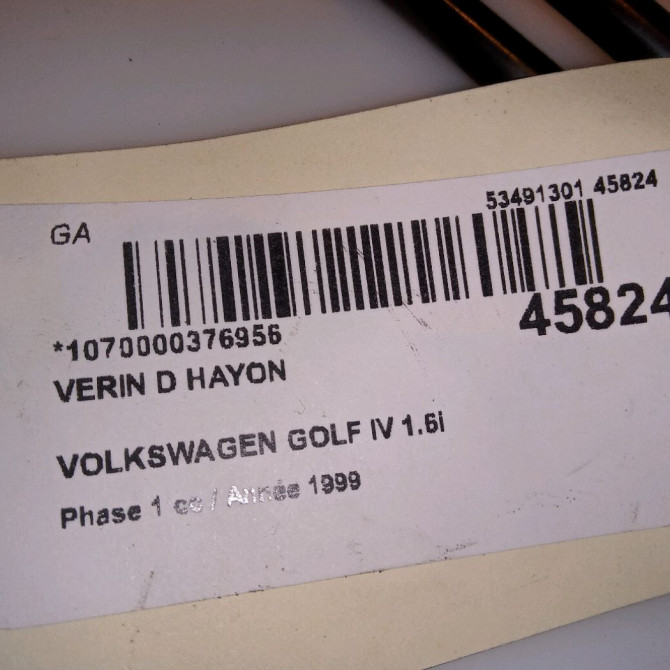 53491301 45824
GA
45824
*1070000376956
VERIN D HAYON
VOLKSWAGEN GOLF IV 1.6i
Phase 1 cc / Année 1999